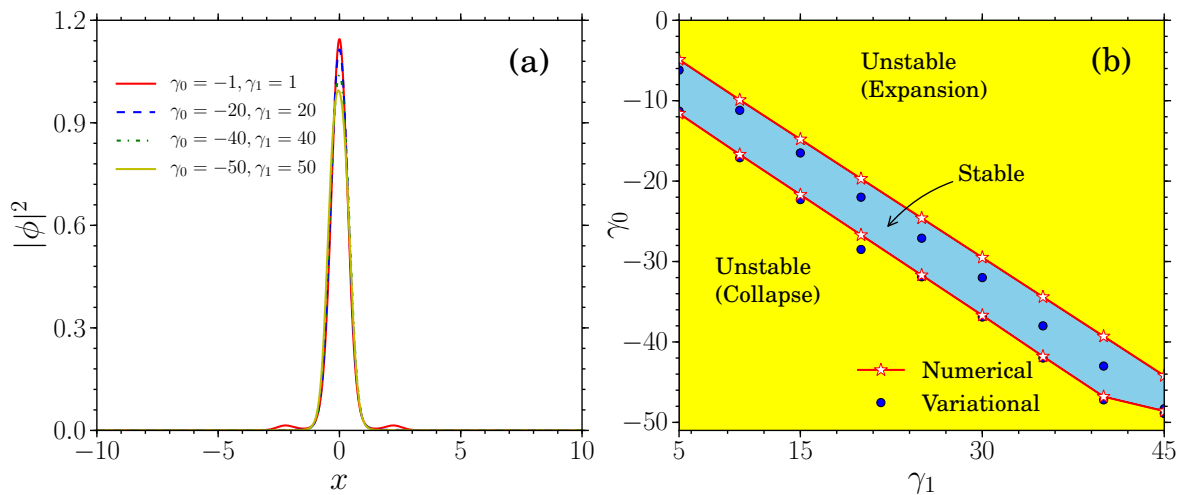 1.2
0.9
0.6
0.3
0.0
−10
−5
0
5
10
|ϕ|²
x
(a)
γ₀ = −1, γ₁ = 1
γ₀ = −20, γ₁ = 20
γ₀ = −40, γ₁ = 40
γ₀ = −50, γ₁ = 50
0
−10
−20
−30
−40
−50
5
15
30
45
γ₀
γ₁
(b)
Unstable
(Expansion)
Stable
Unstable
(Collapse)
Numerical
Variational